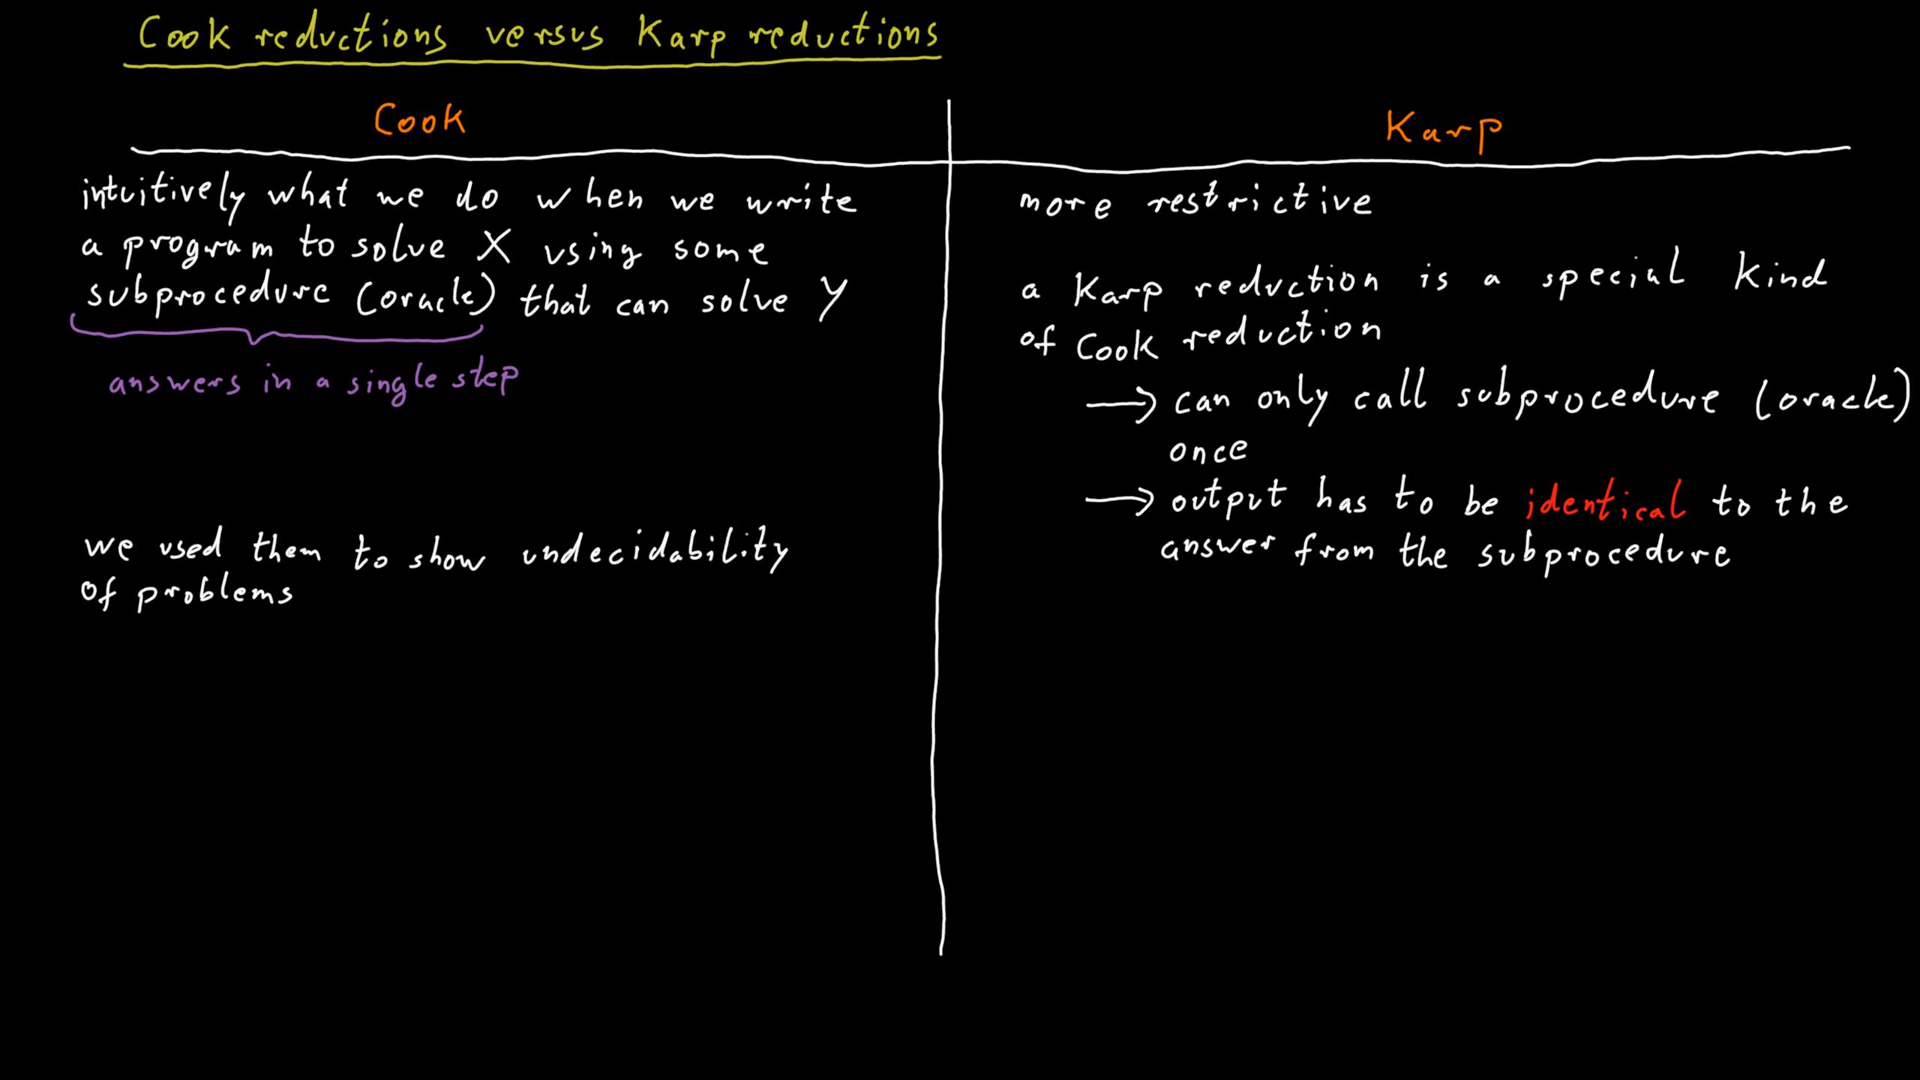 Cook reductions versus Karp reductions
Cook
intuitively what we do when we write
a program to solve X using some
subprocedure (oracle) that can solve Y
answers in a single step
we used them to show undecidability
of problems
Karp
more restrictive
a Karp reduction is a special kind
of Cook reduction
→ can only call subprocedure (oracle)
once
→ output has to be identical to the
answer from the subprocedure